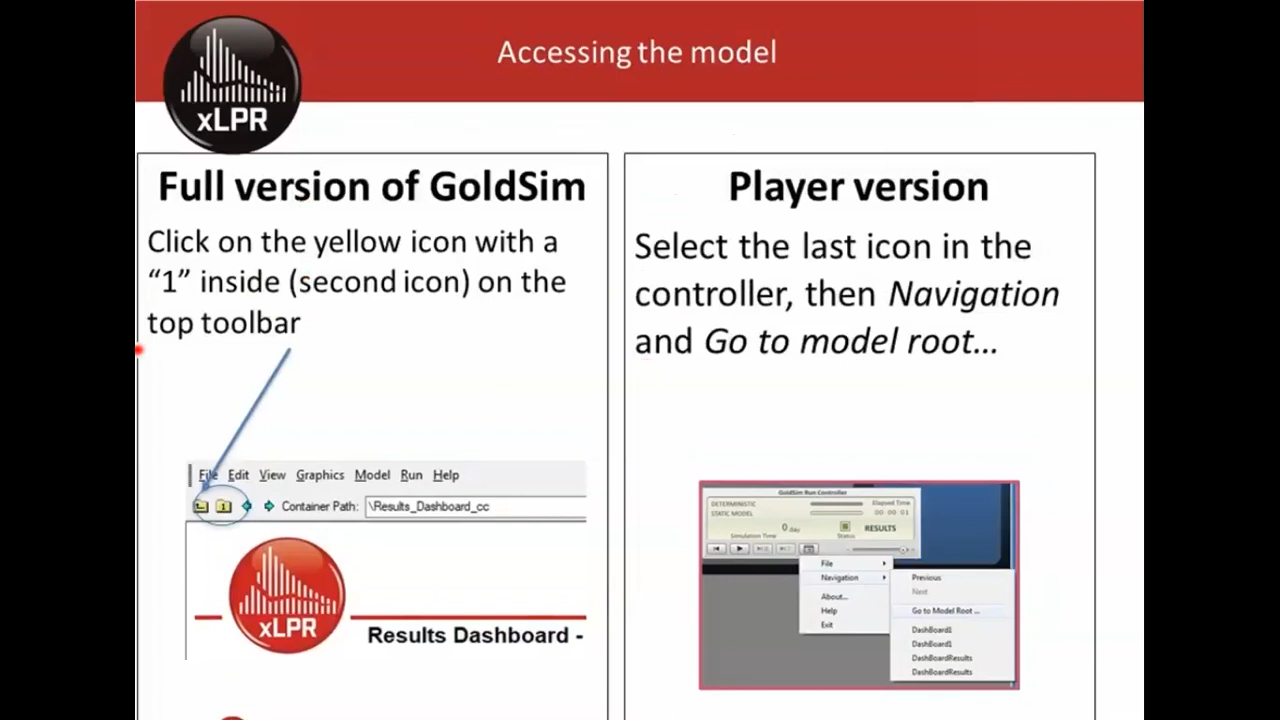 Accessing the model
xLPR
Full version of GoldSim
Click on the yellow icon with a
“1” inside (second icon) on the
top toolbar
File Edit View Graphics Model Run Help
1 Container Path: \Results_Dashboard_cc
xLPR
Results Dashboard -
Player version
Select the last icon in the
controller, then Navigation
and Go to model root…
GoldSim Run Controller
DETERMINISTIC Elapsed Time
STATIC MODEL 00 : 00 : 01
0 day RESULTS
Simulation Time Status
File
Navigation
About...
Help
Exit
Previous
Next
Go to Model Root ...
DashBoard1
DashBoard1
DashBoardResults
DashBoardResults